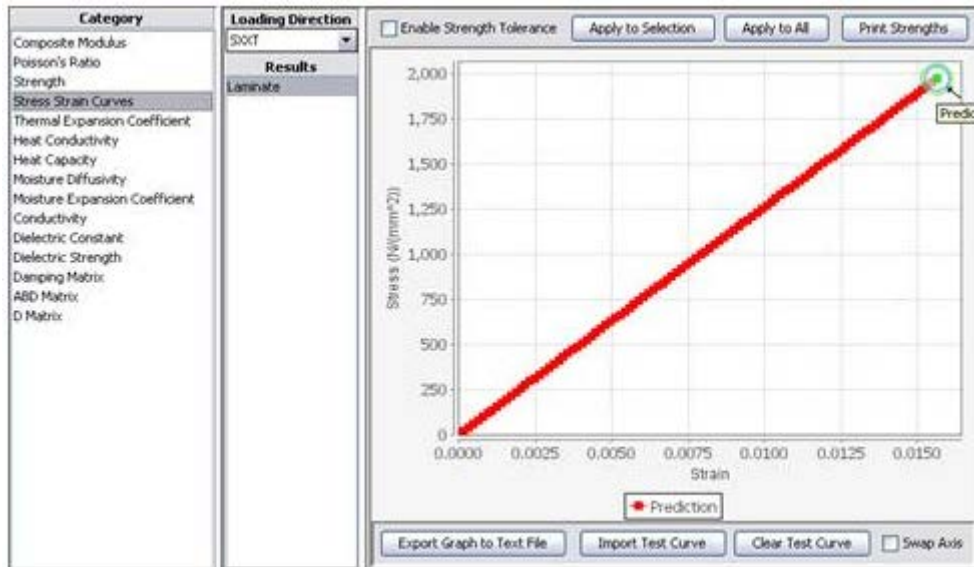 Category
Composite Modulus
Poisson's Ratio
Strength
Stress Strain Curves
Thermal Expansion Coefficient
Heat Conductivity
Heat Capacity
Moisture Diffusivity
Moisture Expansion Coefficient
Conductivity
Dielectric Constant
Dielectric Strength
Damping Matrix
ABD Matrix
D Matrix
Loading Direction
SXXT
Results
Laminate
Enable Strength Tolerance
Apply to Selection
Apply to All
Print Strengths
2,000
1,750
1,500
1,250
1,000
750
500
250
0
Stress (N/(mm^2))
Predic
0.0000 0.0025 0.0050 0.0075 0.0100 0.0125 0.0150
Strain
Prediction
Export Graph to Text File
Import Test Curve
Clear Test Curve
Swap Axis